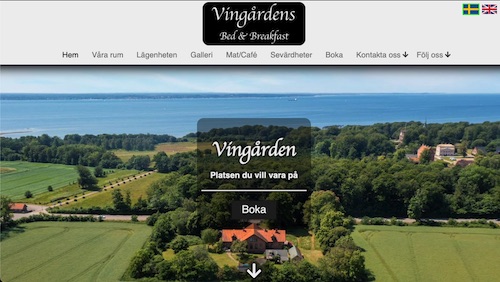 Vingårdens
Bed & Breakfast
Hem Våra rum Lägenheten Galleri Mat/Café Sevärdheter Boka Kontakta oss Följ oss
Vingården
Platsen du vill vara på
Boka